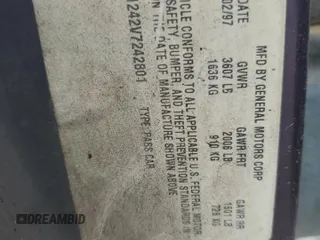 MFD BY GENERAL MOTORS CORP
DATE GVWR GAWR FRT GAWR RR
02/97 3607 LB 2006 LB 1601 LB
1636 KG 910 KG 726 KG
VEHICLE CONFORMS TO ALL APPLICABLE U.S. FEDERAL MOTOR
SAFETY, BUMPER, AND THEFT PREVENTION STANDARDS IN
ON THE DATE OF MANUFACTURE SHOWN ABOVE.
1242V7242801 TYPE: PASS CAR
DREAMBID